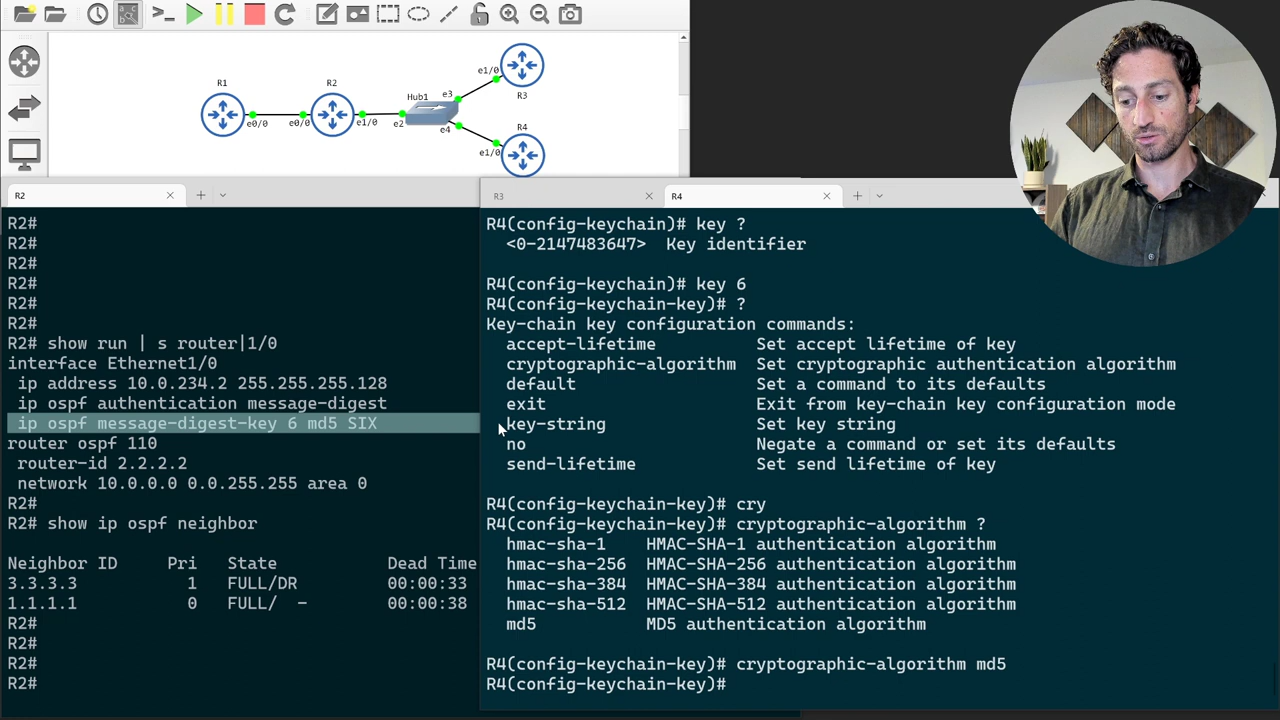 R1
R2
Hub1
R3
R4
e0/0
e0/0
e1/0
e2
e3
e4
e1/0
e1/0
R2
R2#
R2#
R2#
R2#
R2#
R2#
R2# show run | s router|1/0
interface Ethernet1/0
ip address 10.0.234.2 255.255.255.128
ip ospf authentication message-digest
ip ospf message-digest-key 6 md5 SIX
router ospf 110
router-id 2.2.2.2
network 10.0.0.0 0.0.255.255 area 0
R2#
R2# show ip ospf neighbor
Neighbor ID Pri State Dead Time
3.3.3.3 1 FULL/DR 00:00:33
1.1.1.1 0 FULL/ - 00:00:38
R2#
R2#
R2#
R2#
R3
R4
R4(config-keychain)# key ?
<0-2147483647> Key identifier
R4(config-keychain)# key 6
R4(config-keychain-key)# ?
Key-chain key configuration commands:
accept-lifetime Set accept lifetime of key
cryptographic-algorithm Set cryptographic authentication algorithm
default Set a command to its defaults
exit Exit from key-chain key configuration mode
key-string Set key string
no Negate a command or set its defaults
send-lifetime Set send lifetime of key
R4(config-keychain-key)# cry
R4(config-keychain-key)# cryptographic-algorithm ?
hmac-sha-1 HMAC-SHA-1 authentication algorithm
hmac-sha-256 HMAC-SHA-256 authentication algorithm
hmac-sha-384 HMAC-SHA-384 authentication algorithm
hmac-sha-512 HMAC-SHA-512 authentication algorithm
md5 MD5 authentication algorithm
R4(config-keychain-key)# cryptographic-algorithm md5
R4(config-keychain-key)#